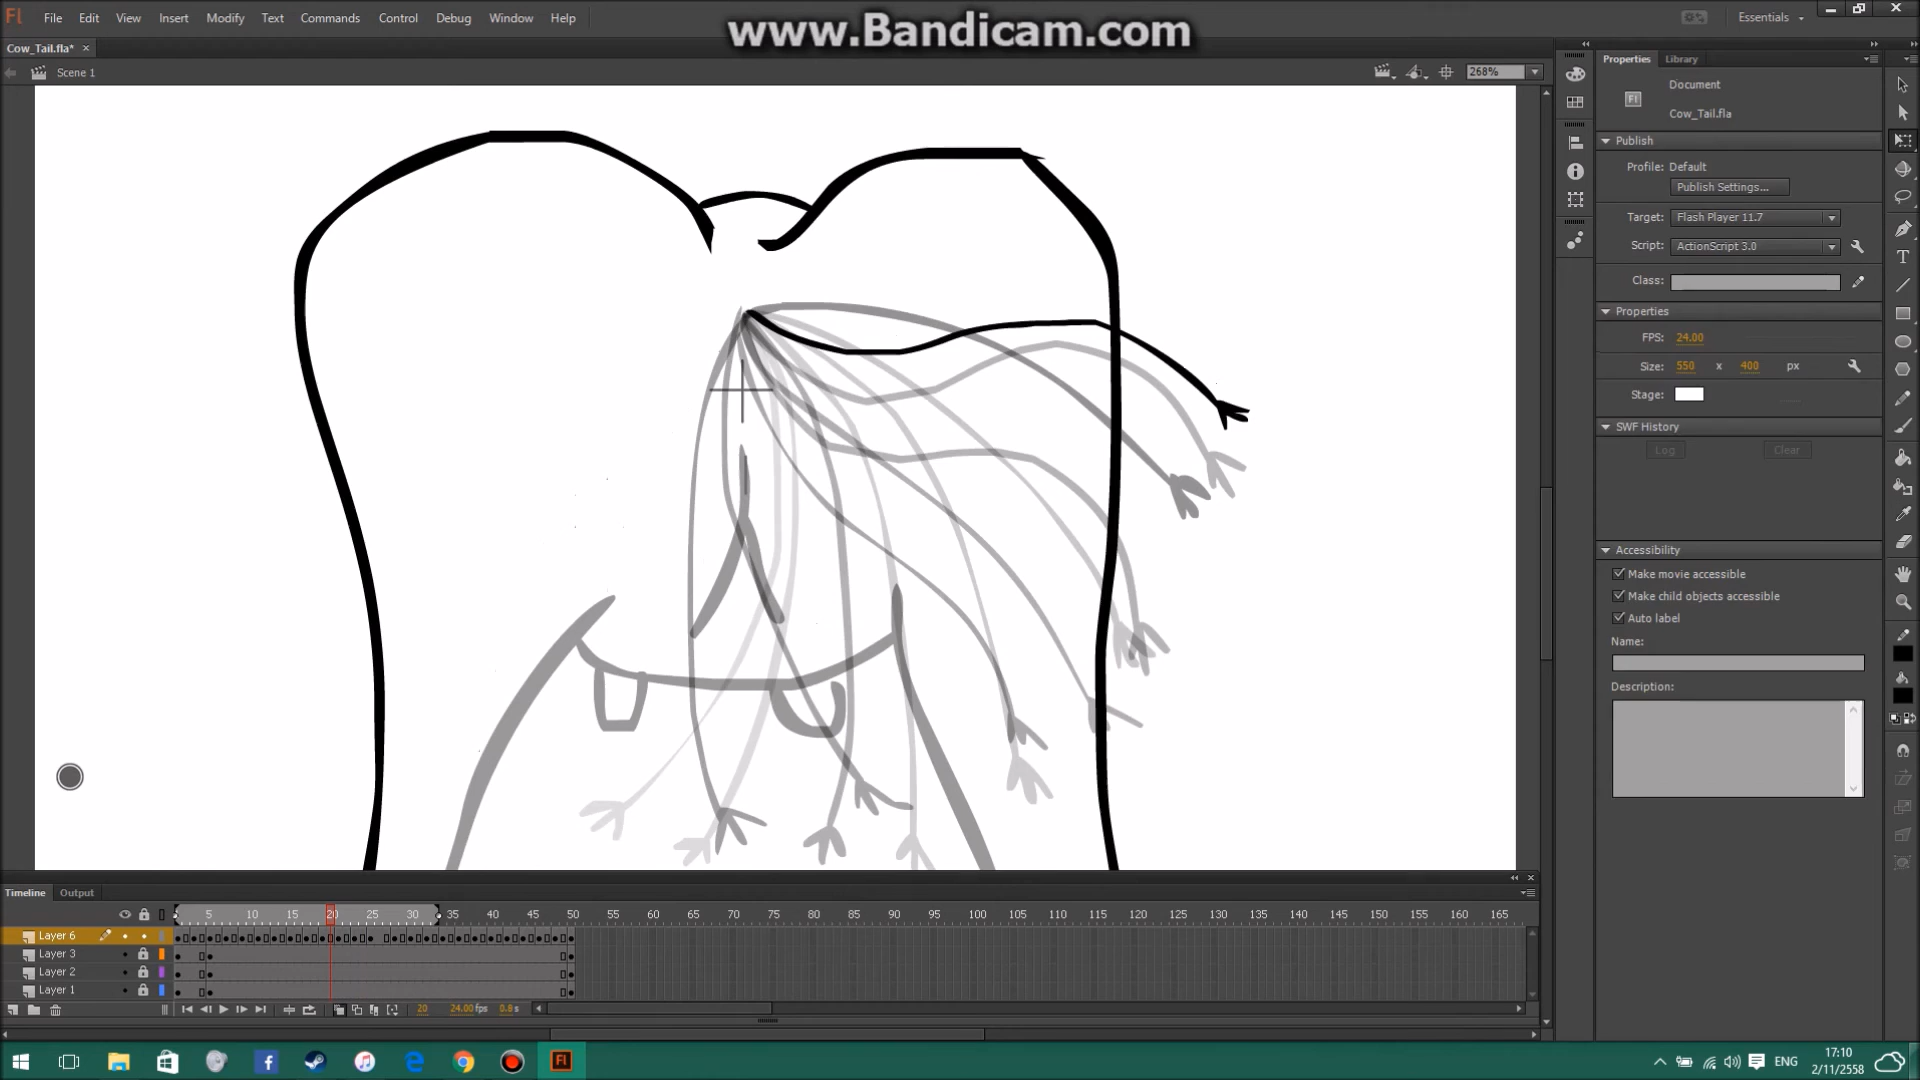 www.Bandicam.com
Fl File Edit View Insert Modify Text Commands Control Debug Window Help
Essentials
Cow_Tail.fla*
Scene 1
268%
Properties Library
Document
Fl
Cow_Tail.fla
Publish
Profile: Default
Publish Settings...
Target: Flash Player 11.7
Script: ActionScript 3.0
Class:
Properties
FPS: 24.00
Size: 550 x 400 px
Stage:
SWF History
Log Clear
Accessibility
Make movie accessible
Make child objects accessible
Auto label
Name:
Description:
Timeline Output
5 10 15 20 25 35 40 45 50 55 60 65 70 75 80 85 90 95 100 105 110 115 120 125 130 135 140 145 150 155 160 165
Layer 6
Layer 3
Layer 2
Layer 1
20 24.00 fps 0.8 s
Fl
ENG
17:10
2/11/2558